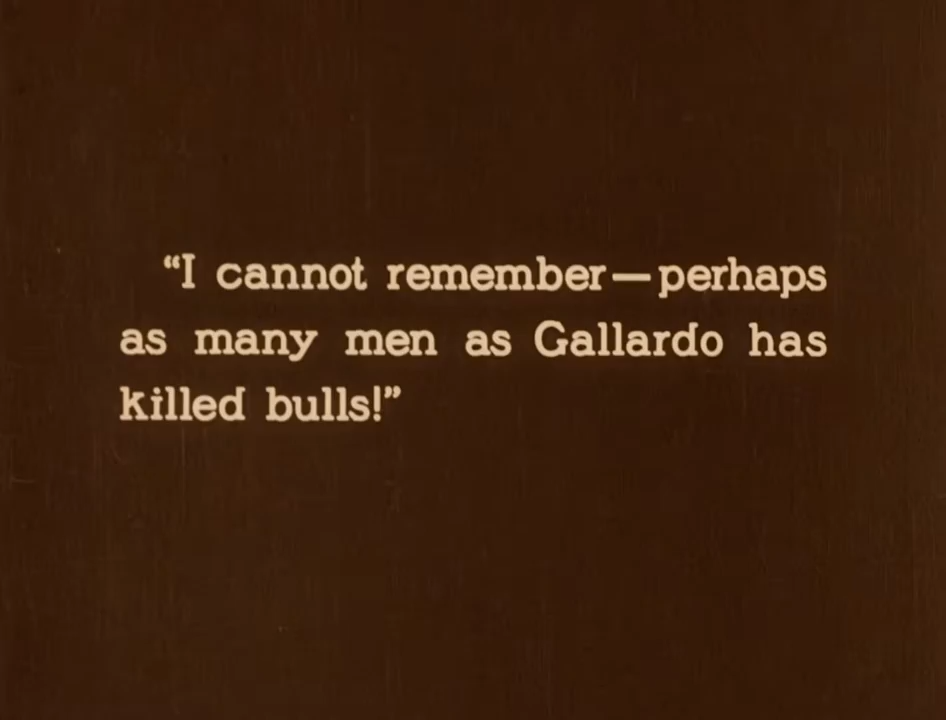 “I cannot remember—perhaps
as many men as Gallardo has
killed bulls!”